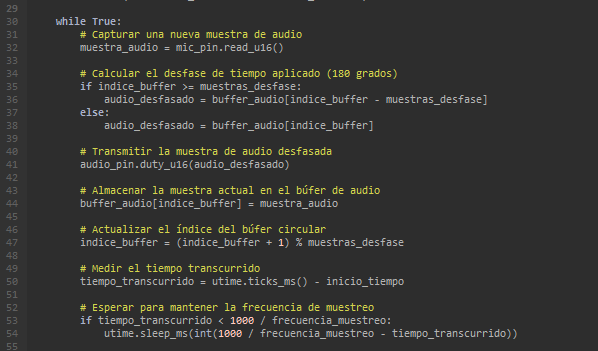 29
30 while True:
31 # Capturar una nueva muestra de audio
32 muestra_audio = mic_pin.read_u16()
33
34 # Calcular el desfase de tiempo aplicado (180 grados)
35 if indice_buffer >= muestras_desfase:
36 audio_desfasado = buffer_audio[indice_buffer - muestras_desfase]
37 else:
38 audio_desfasado = buffer_audio[indice_buffer]
39
40 # Transmitir la muestra de audio desfasada
41 audio_pin.duty_u16(audio_desfasado)
42
43 # Almacenar la muestra actual en el búfer de audio
44 buffer_audio[indice_buffer] = muestra_audio
45
46 # Actualizar el índice del búfer circular
47 indice_buffer = (indice_buffer + 1) % muestras_desfase
48
49 # Medir el tiempo transcurrido
50 tiempo_transcurrido = utime.ticks_ms() - inicio_tiempo
51
52 # Esperar para mantener la frecuencia de muestreo
53 if tiempo_transcurrido < 1000 / frecuencia_muestreo:
54 utime.sleep_ms(int(1000 / frecuencia_muestreo - tiempo_transcurrido))
55